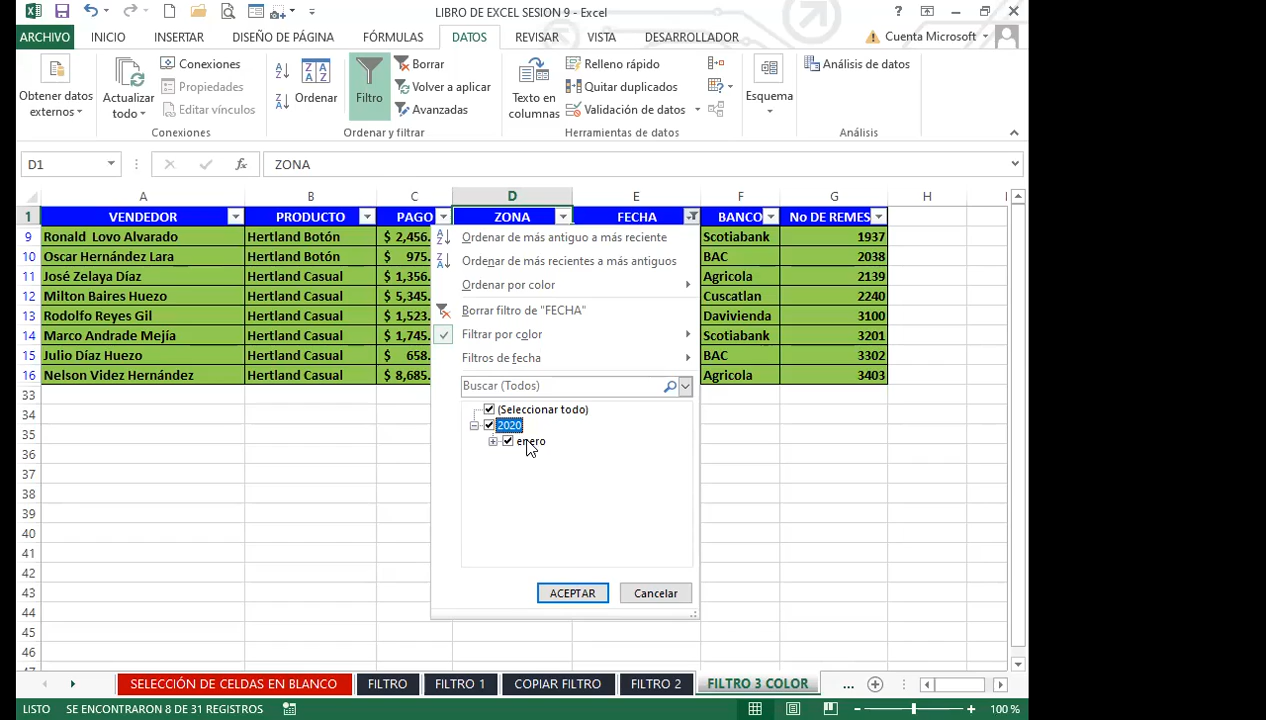 LIBRO DE EXCEL SESION 9 - Excel
ARCHIVO INICIO INSERTAR DISEÑO DE PÁGINA FÓRMULAS DATOS REVISAR VISTA DESARROLLADOR Cuenta Microsoft
Obtener datos externos
Actualizar todo
Conexiones
Propiedades
Editar vínculos
Conexiones
Ordenar
Filtro
Borrar
Volver a aplicar
Avanzadas
Ordenar y filtrar
Texto en columnas
Relleno rápido
Quitar duplicados
Validación de datos
Herramientas de datos
Esquema
Análisis de datos
Análisis
D1 fx ZONA
A B C D E F G H I
1 VENDEDOR PRODUCTO PAGO ZONA FECHA BANCO No DE REMES
9 Ronald Lovo Alvarado Hertland Botón $ 2,456. Scotiabank 1937
10 Oscar Hernández Lara Hertland Botón $ 975. BAC 2038
11 José Zelaya Díaz Hertland Casual $ 1,356. Agricola 2139
12 Milton Baires Huezo Hertland Casual $ 5,345. Cuscatlan 2240
13 Rodolfo Reyes Gil Hertland Casual $ 1,523. Davivienda 3100
14 Marco Andrade Mejía Hertland Casual $ 1,745. Scotiabank 3201
15 Julio Díaz Huezo Hertland Casual $ 658. BAC 3302
16 Nelson Videz Hernández Hertland Casual $ 8,685. Agricola 3403
33
34
35
36
37
38
39
40
41
42
43
44
45
46
47
Ordenar de más antiguo a más reciente
Ordenar de más recientes a más antiguos
Ordenar por color
Borrar filtro de "FECHA"
Filtrar por color
Filtros de fecha
Buscar (Todos)
(Seleccionar todo)
2020
enero
ACEPTAR Cancelar
SELECCIÓN DE CELDAS EN BLANCO FILTRO FILTRO 1 COPIAR FILTRO FILTRO 2 FILTRO 3 COLOR ...
LISTO SE ENCONTRARON 8 DE 31 REGISTROS 100 %